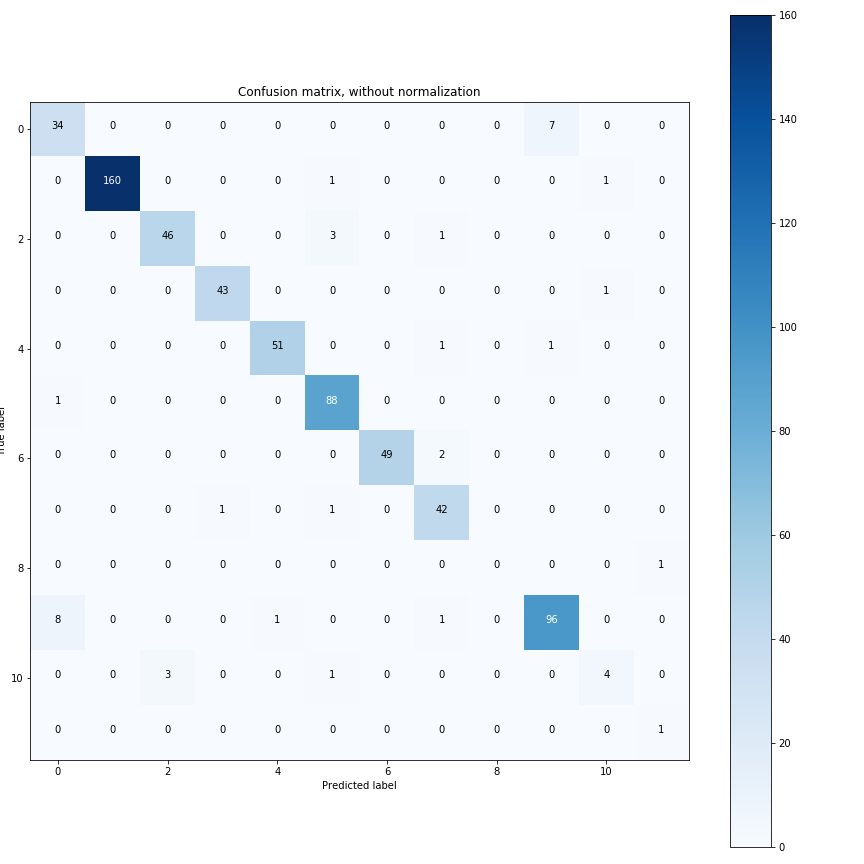 Confusion matrix, without normalization
0 34 0 0 0 0 0 0 0 0 7 0 0
0 160 0 0 0 1 0 0 0 0 1 0
2 0 0 46 0 0 3 0 1 0 0 0 0
0 0 0 43 0 0 0 0 0 0 1 0
4 0 0 0 0 51 0 0 1 0 1 0 0
1 0 0 0 0 88 0 0 0 0 0 0
6 0 0 0 0 0 0 49 2 0 0 0 0
0 0 0 1 0 1 0 42 0 0 0 0
8 0 0 0 0 0 0 0 0 0 0 0 1
8 0 0 0 1 0 0 1 0 96 0 0
10 0 0 3 0 0 1 0 0 0 0 4 0
0 0 0 0 0 0 0 0 0 0 0 1
0 2 4 6 8 10
Predicted label
160
140
120
100
80
60
40
20
0